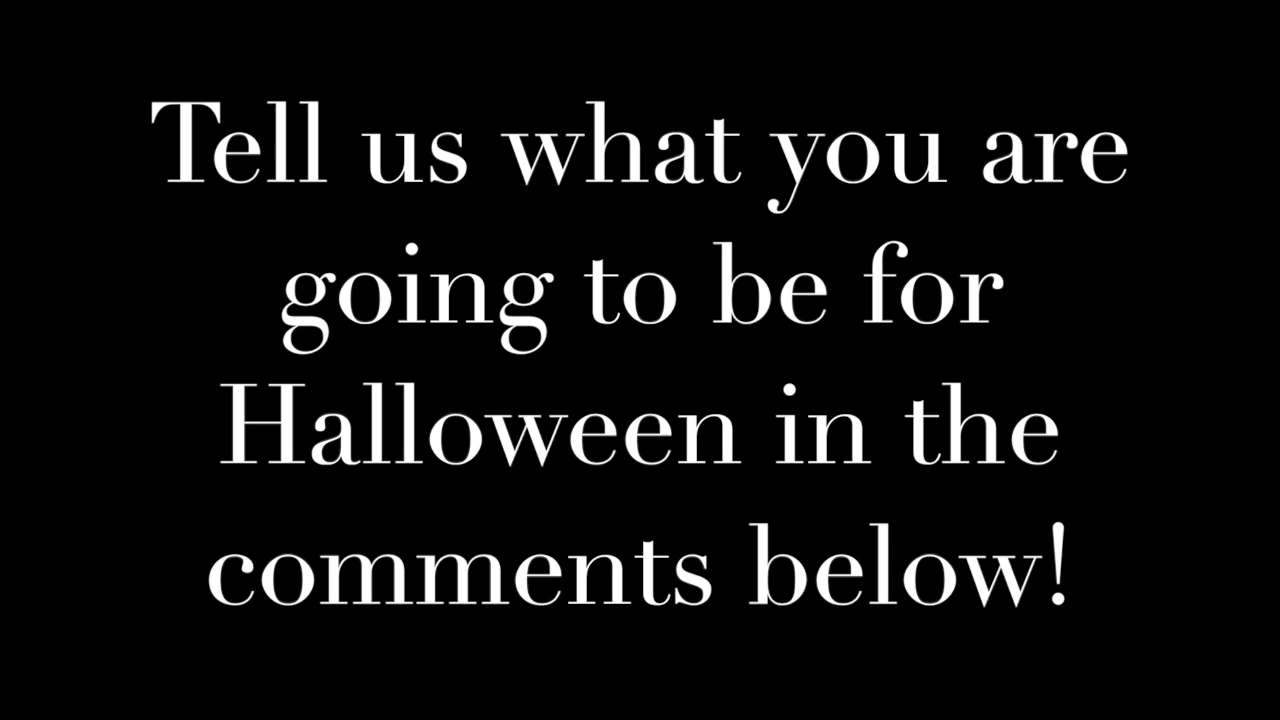 Tell us what you are
going to be for
Halloween in the
comments below!